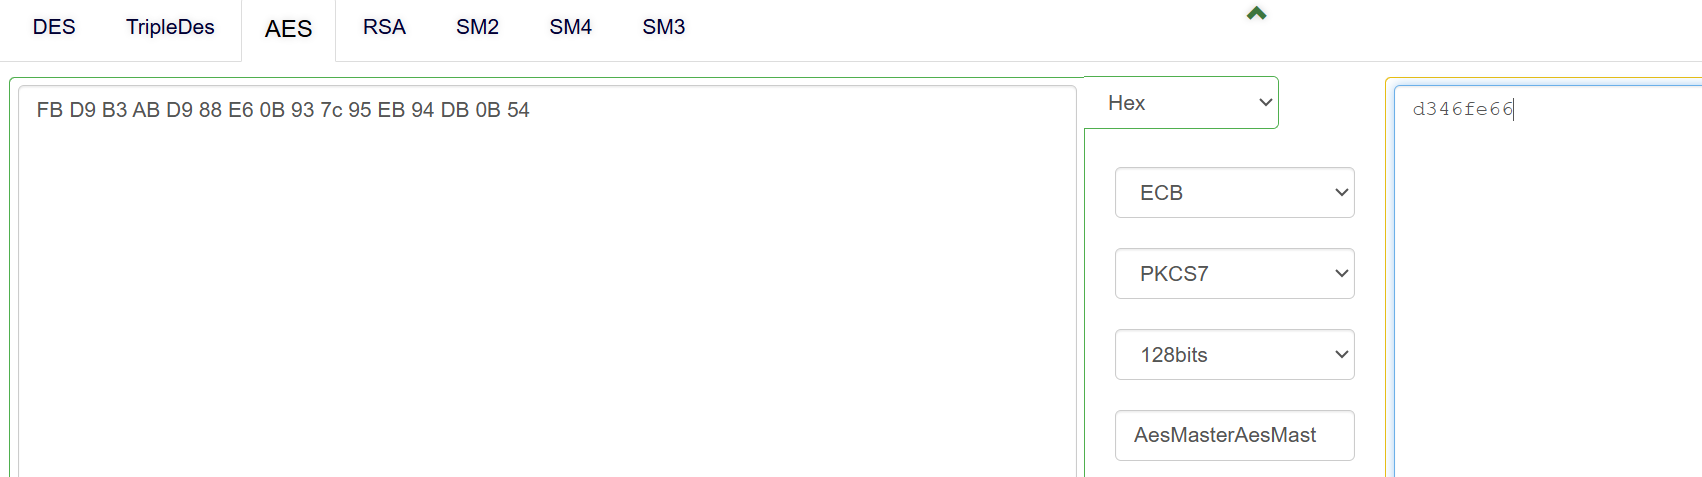 DES TripleDes AES RSA SM2 SM4 SM3
FB D9 B3 AB D9 88 E6 0B 93 7c 95 EB 94 DB 0B 54
Hex
d346fe66
ECB
PKCS7
128bits
AesMasterAesMast